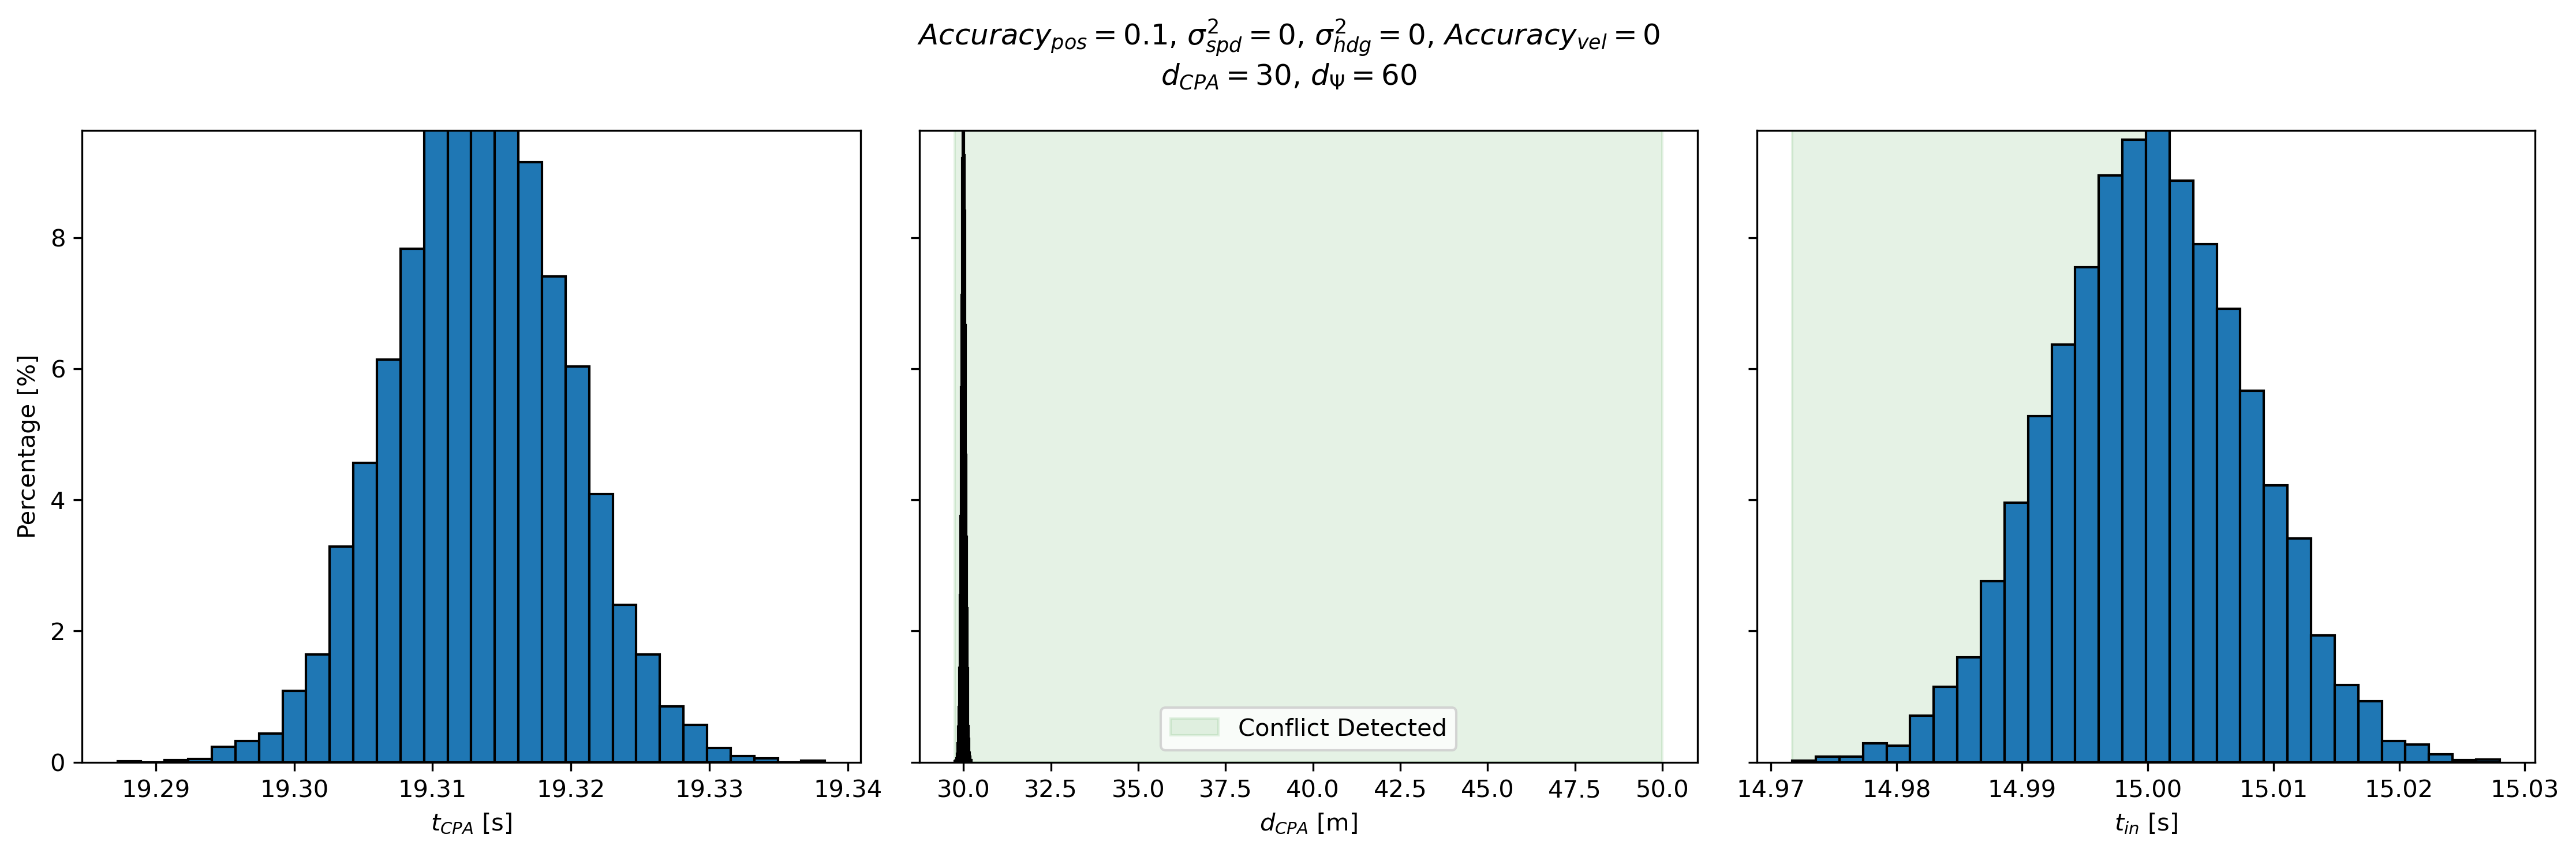 Accuracy_pos = 0.1, σ²_spd = 0, σ²_hdg = 0, Accuracy_vel = 0
d_CPA = 30, d_Ψ = 60
Percentage [%]
8
6
4
2
0
19.29 19.30 19.31 19.32 19.33 19.34
t_CPA [s]
Conflict Detected
30.0 32.5 35.0 37.5 40.0 42.5 45.0 47.5 50.0
d_CPA [m]
14.97 14.98 14.99 15.00 15.01 15.02 15.03
t_in [s]